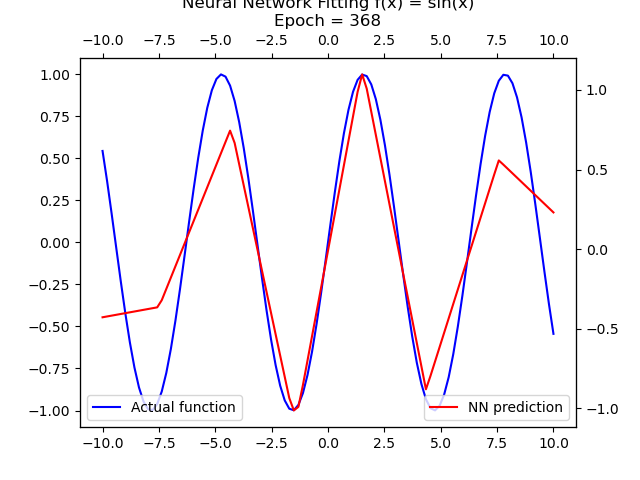 Neural Network Fitting f(x) = sin(x)
Epoch = 368
−10.0 −7.5 −5.0 −2.5 0.0 2.5 5.0 7.5 10.0
1.00
0.75
0.50
0.25
0.00
−0.25
−0.50
−0.75
−1.00
1.0
0.5
0.0
−0.5
−1.0
Actual function
NN prediction
−10.0 −7.5 −5.0 −2.5 0.0 2.5 5.0 7.5 10.0